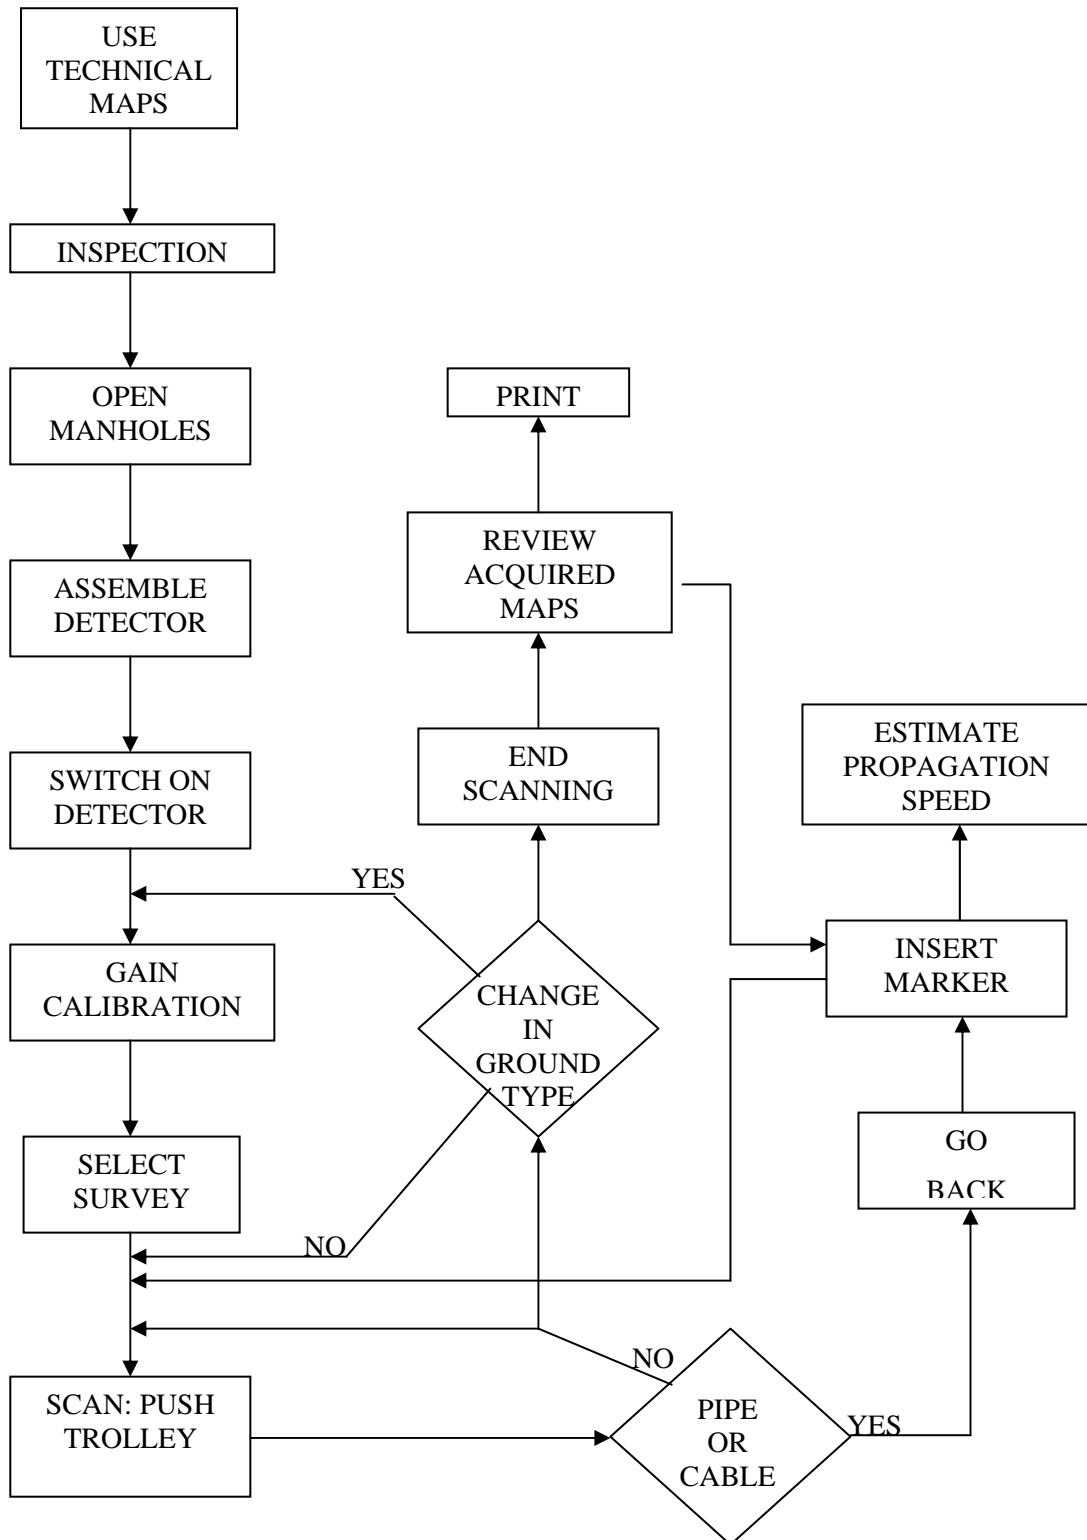 USE
TECHNICAL
MAPS
INSPECTION
OPEN
MANHOLES
PRINT
REVIEW
ACQUIRED
MAPS
ASSEMBLE
DETECTOR
END
SCANNING
ESTIMATE
PROPAGATION
SPEED
SWITCH ON
DETECTOR
YES
GAIN
CALIBRATION
CHANGE
IN
GROUND
TYPE
INSERT
MARKER
GO
BACK
SELECT
SURVEY
NO
NO
SCAN: PUSH
TROLLEY
PIPE
OR
CABLE
YES